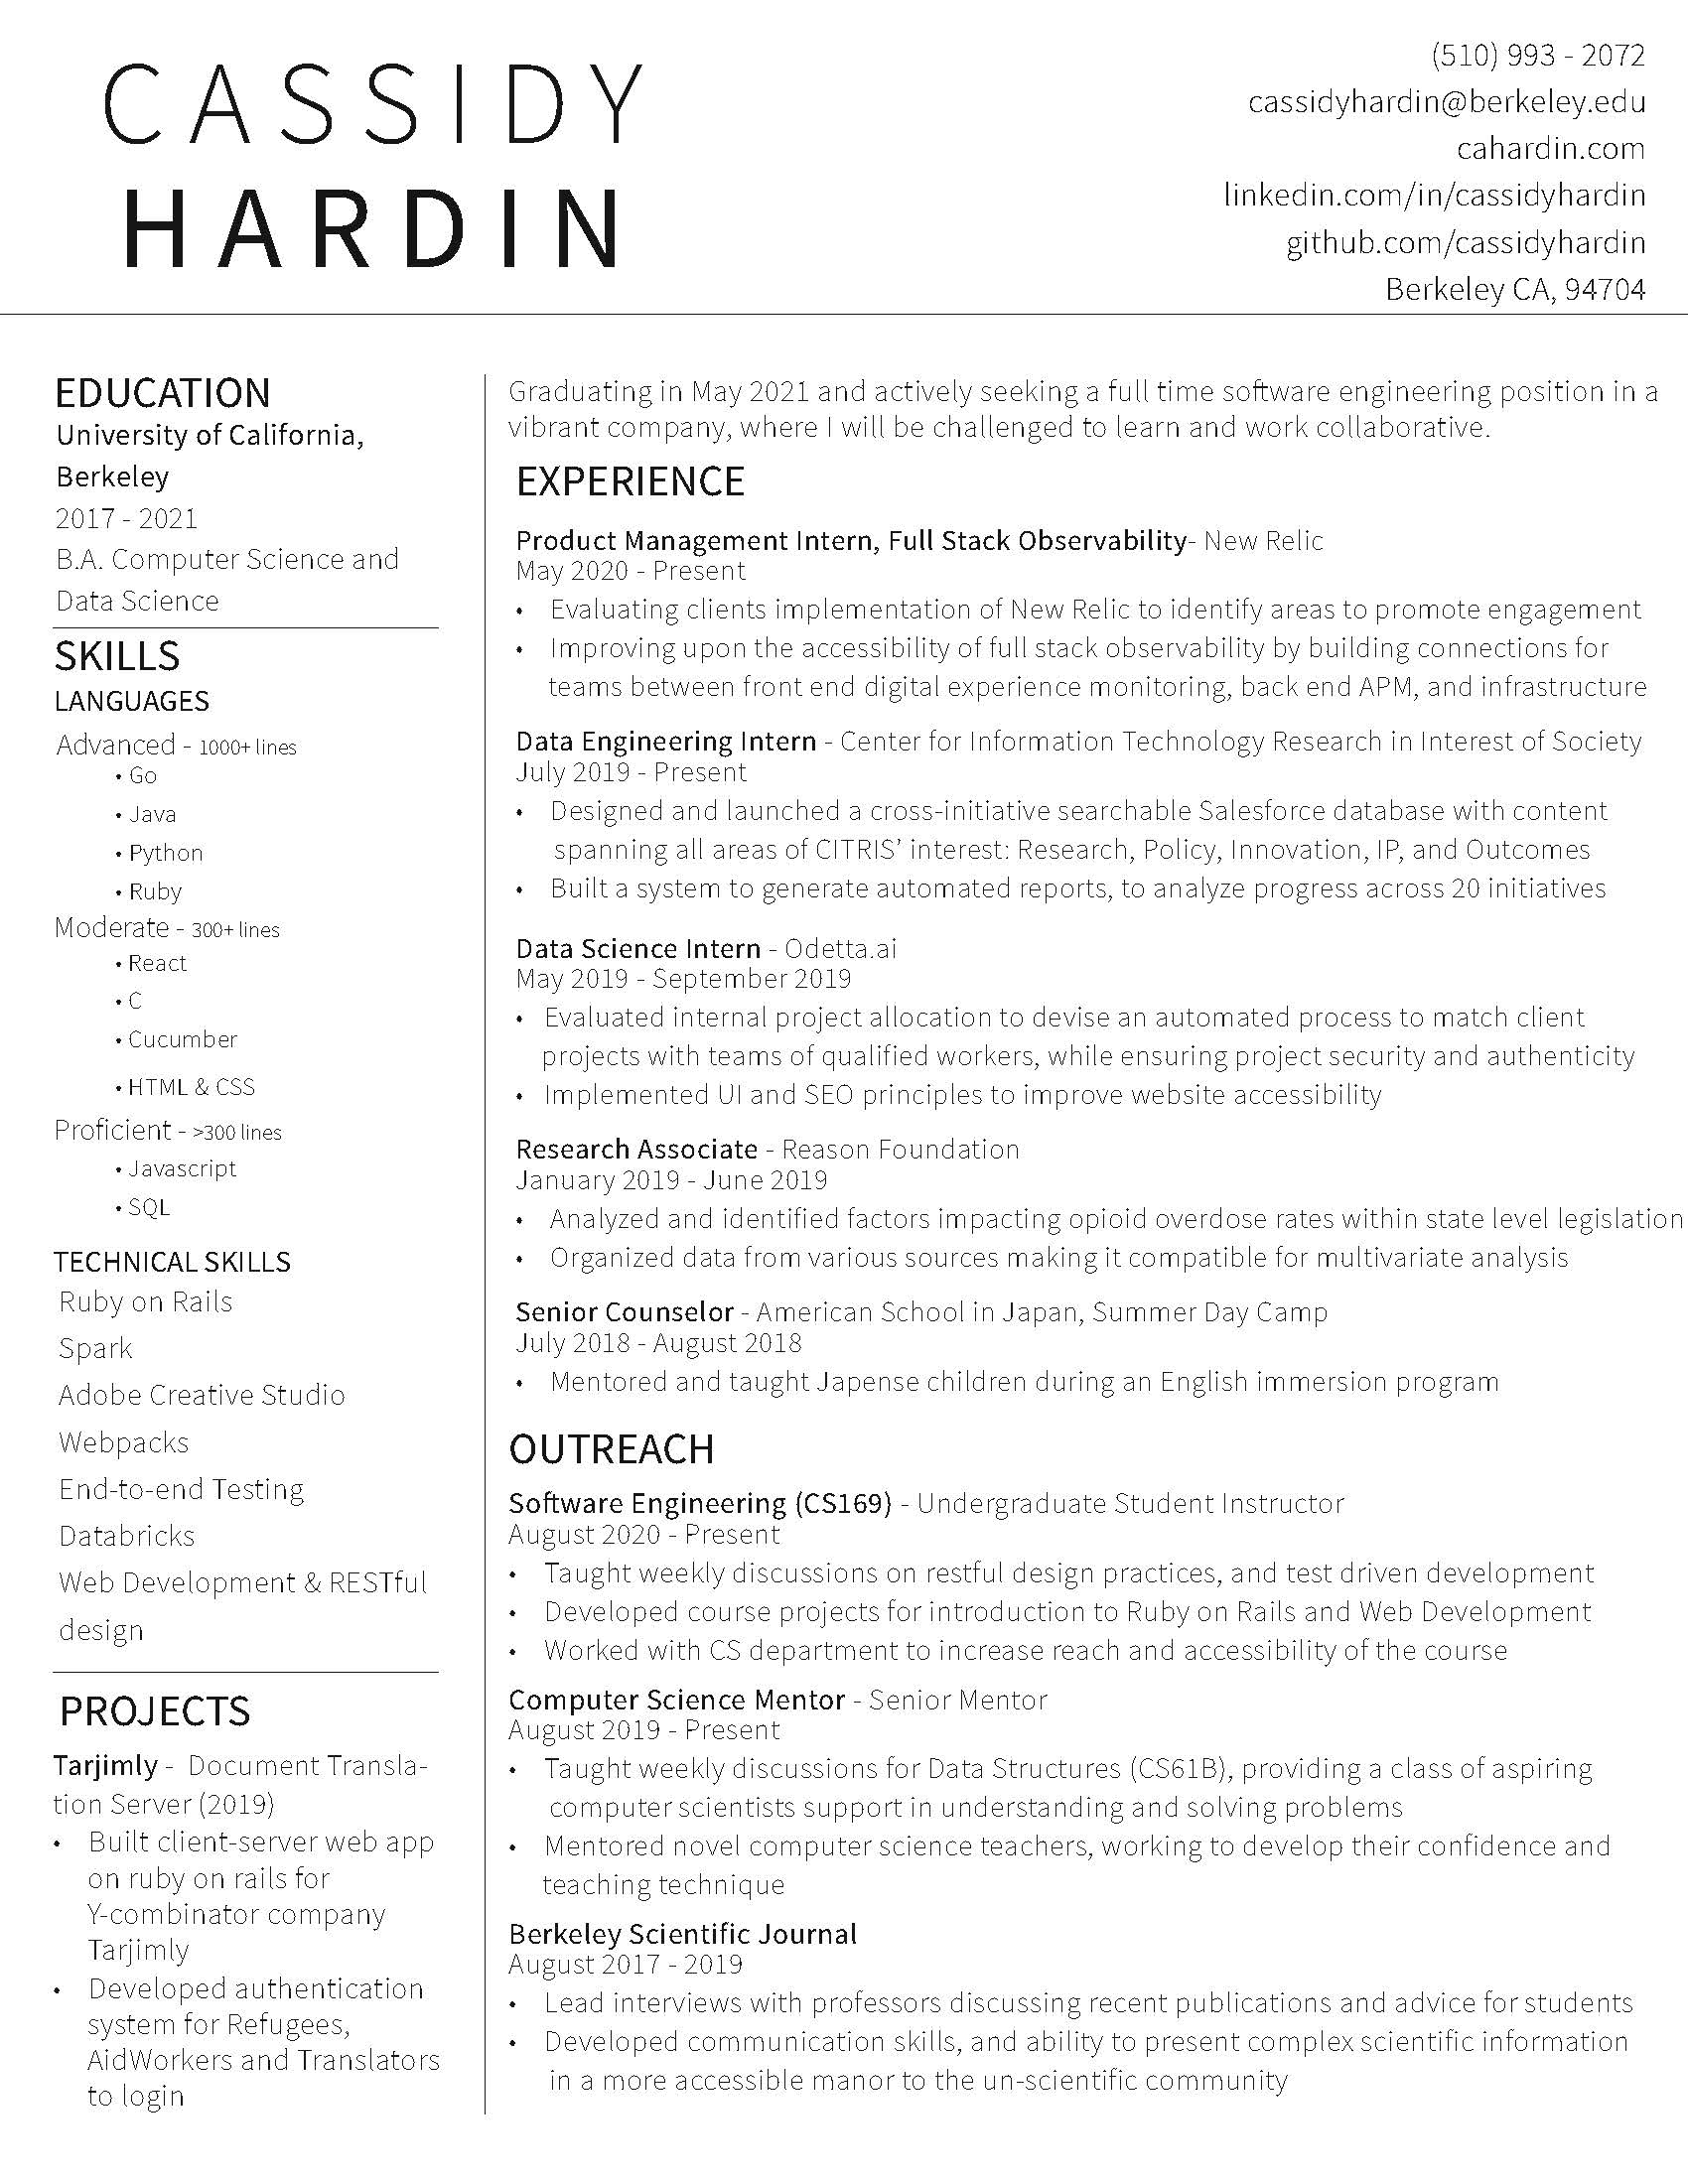 CASSIDY
HARDIN
(510) 993 - 2072
cassidyhardin@berkeley.edu
cahardin.com
linkedin.com/in/cassidyhardin
github.com/cassidyhardin
Berkeley CA, 94704
EDUCATION
University of California,
Berkeley
2017 - 2021
B.A. Computer Science and
Data Science
SKILLS
LANGUAGES
Advanced - 1000+ lines
• Go
• Java
• Python
• Ruby
Moderate - 300+ lines
• React
• C
• Cucumber
• HTML & CSS
Proficient - >300 lines
• Javascript
• SQL
TECHNICAL SKILLS
Ruby on Rails
Spark
Adobe Creative Studio
Webpacks
End-to-end Testing
Databricks
Web Development & RESTful
design
PROJECTS
Tarjimly - Document Transla-
tion Server (2019)
• Built client-server web app
on ruby on rails for
Y-combinator company
Tarjimly
• Developed authentication
system for Refugees,
AidWorkers and Translators
to login
Graduating in May 2021 and actively seeking a full time software engineering position in a
vibrant company, where I will be challenged to learn and work collaborative.
EXPERIENCE
Product Management Intern, Full Stack Observability- New Relic
May 2020 - Present
• Evaluating clients implementation of New Relic to identify areas to promote engagement
• Improving upon the accessibility of full stack observability by building connections for
teams between front end digital experience monitoring, back end APM, and infrastructure
Data Engineering Intern - Center for Information Technology Research in Interest of Society
July 2019 - Present
• Designed and launched a cross-initiative searchable Salesforce database with content
spanning all areas of CITRIS’ interest: Research, Policy, Innovation, IP, and Outcomes
• Built a system to generate automated reports, to analyze progress across 20 initiatives
Data Science Intern - Odetta.ai
May 2019 - September 2019
• Evaluated internal project allocation to devise an automated process to match client
projects with teams of qualified workers, while ensuring project security and authenticity
• Implemented UI and SEO principles to improve website accessibility
Research Associate - Reason Foundation
January 2019 - June 2019
• Analyzed and identified factors impacting opioid overdose rates within state level legislation
• Organized data from various sources making it compatible for multivariate analysis
Senior Counselor - American School in Japan, Summer Day Camp
July 2018 - August 2018
• Mentored and taught Japense children during an English immersion program
OUTREACH
Software Engineering (CS169) - Undergraduate Student Instructor
August 2020 - Present
• Taught weekly discussions on restful design practices, and test driven development
• Developed course projects for introduction to Ruby on Rails and Web Development
• Worked with CS department to increase reach and accessibility of the course
Computer Science Mentor - Senior Mentor
August 2019 - Present
• Taught weekly discussions for Data Structures (CS61B), providing a class of aspiring
computer scientists support in understanding and solving problems
• Mentored novel computer science teachers, working to develop their confidence and
teaching technique
Berkeley Scientific Journal
August 2017 - 2019
• Lead interviews with professors discussing recent publications and advice for students
• Developed communication skills, and ability to present complex scientific information
in a more accessible manor to the un-scientific community